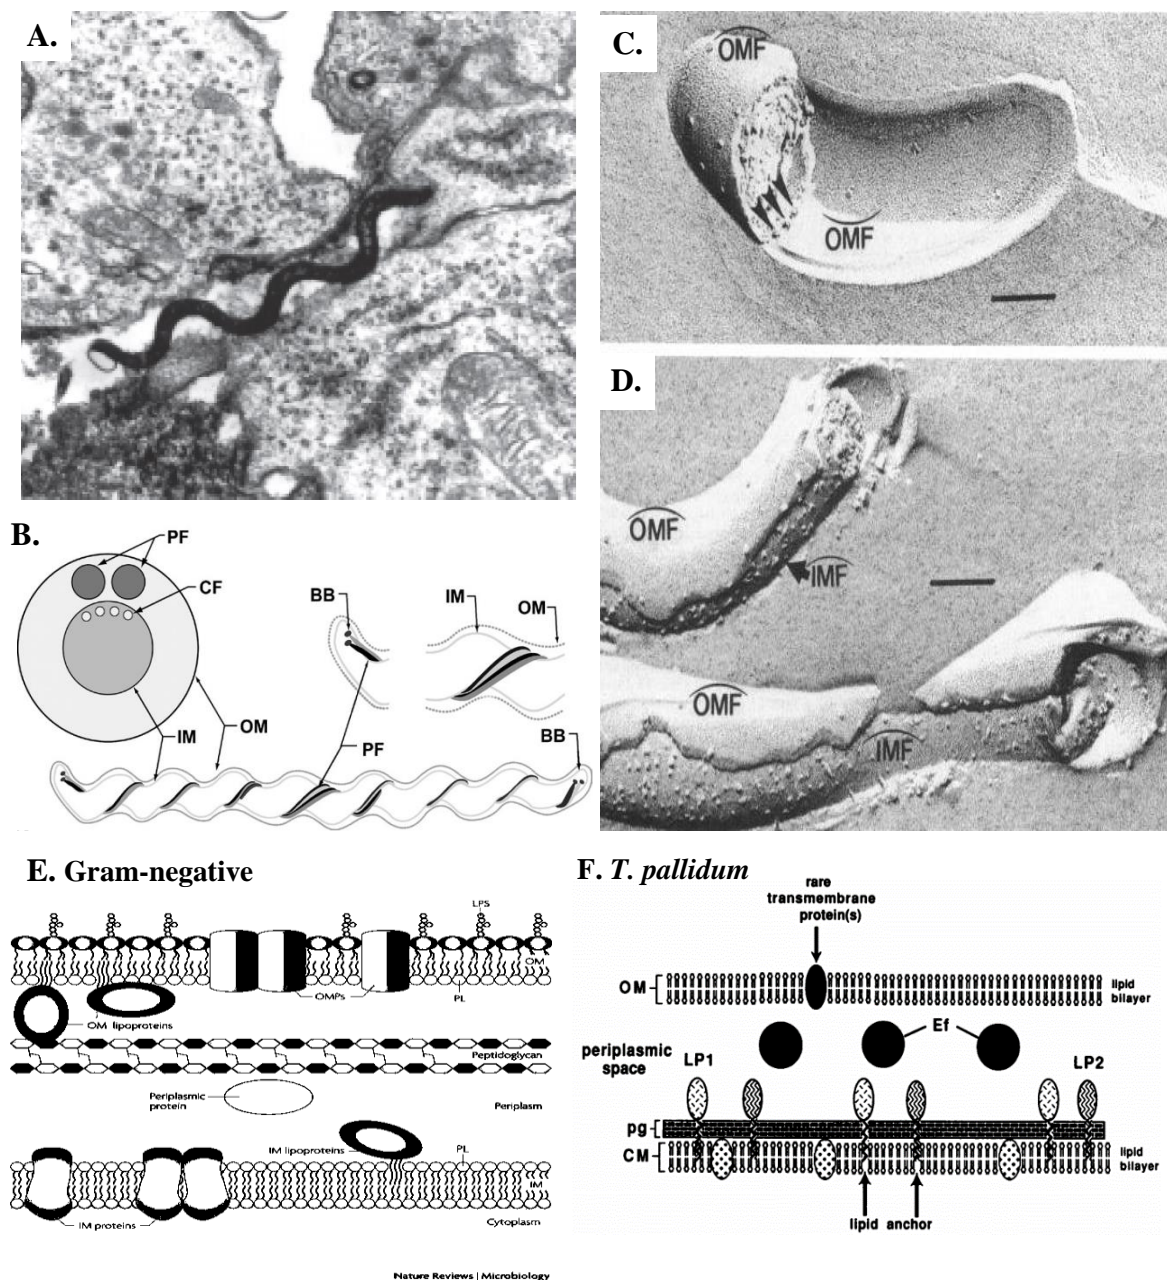 A.
B.
PF
CF
IM
OM
BB
IM
OM
PF
BB
C.
OMF
OMF
D.
OMF
IMF
OMF
IMF
E. Gram-negative
LPS
OM
OMPs
PL
OM lipoproteins
Peptidoglycan
Periplasmic
protein
Periplasm
IM lipoproteins
PL
IM
IM proteins
Cytoplasm
Nature Reviews | Microbiology
F. T. pallidum
rare
transmembrane
protein(s)
OM
lipid
bilayer
Ef
periplasmic
space
LP1
LP2
pg
CM
lipid
bilayer
lipid anchor